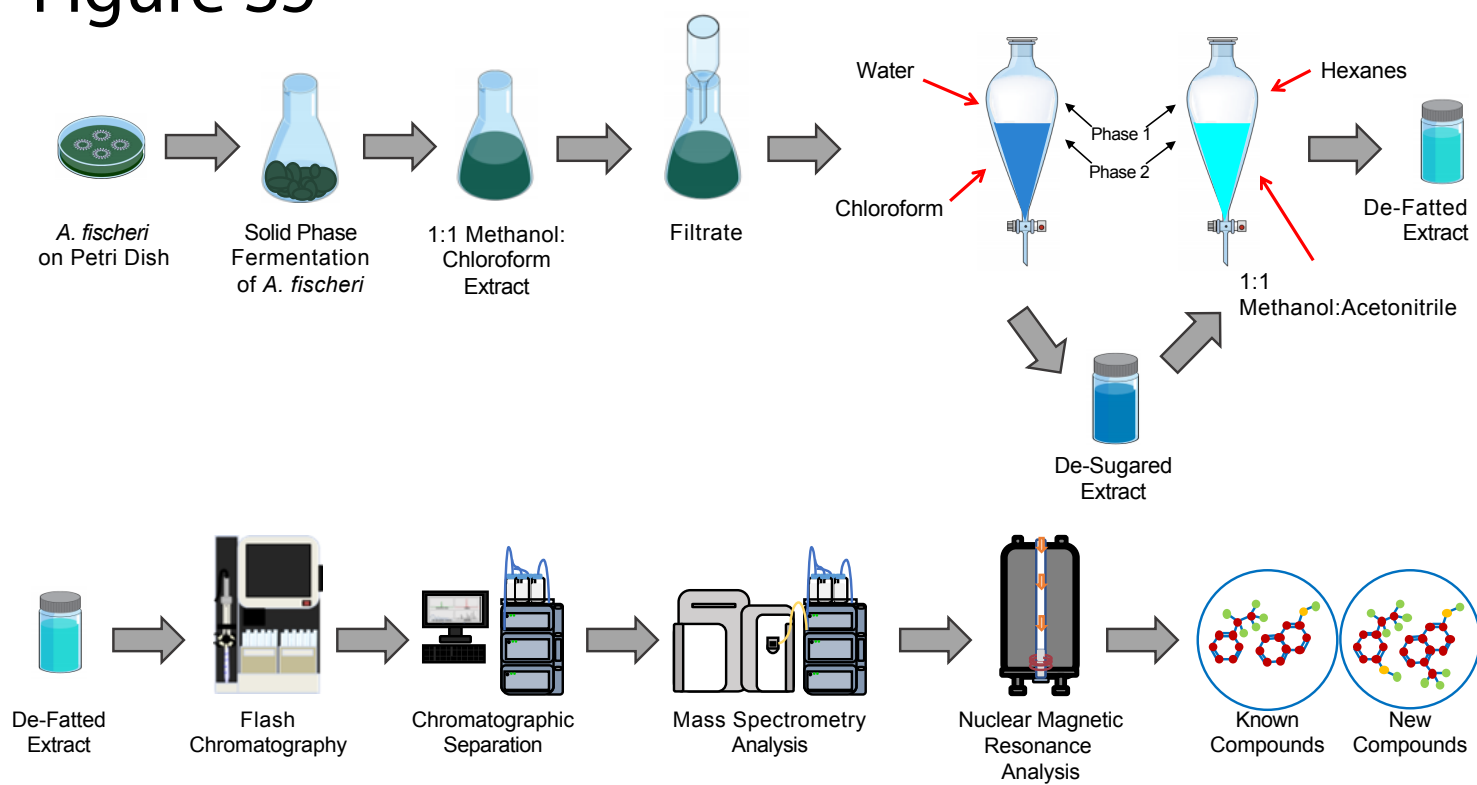 Figure S5
A. fischeri
on Petri Dish
Solid Phase
Fermentation
of A. fischeri
1:1 Methanol:
Chloroform
Extract
Filtrate
Water
Chloroform
Phase 1
Phase 2
Hexanes
1:1
Methanol:Acetonitrile
De-Fatted
Extract
De-Sugared
Extract
De-Fatted
Extract
Flash
Chromatography
Chromatographic
Separation
Mass Spectrometry
Analysis
Nuclear Magnetic
Resonance
Analysis
Known
Compounds
New
Compounds